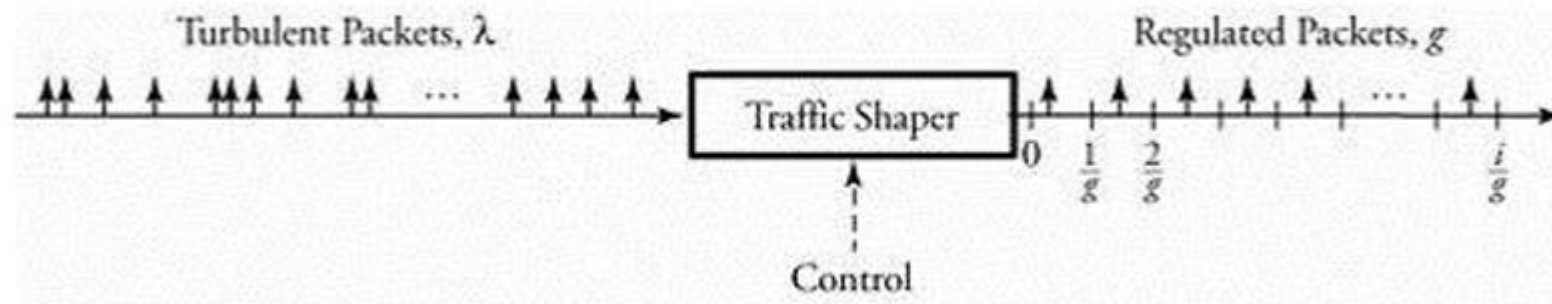 Turbulent Packets, λ
Regulated Packets, g
...
...
Traffic Shaper
0
1/g
2/g
i/g
Control